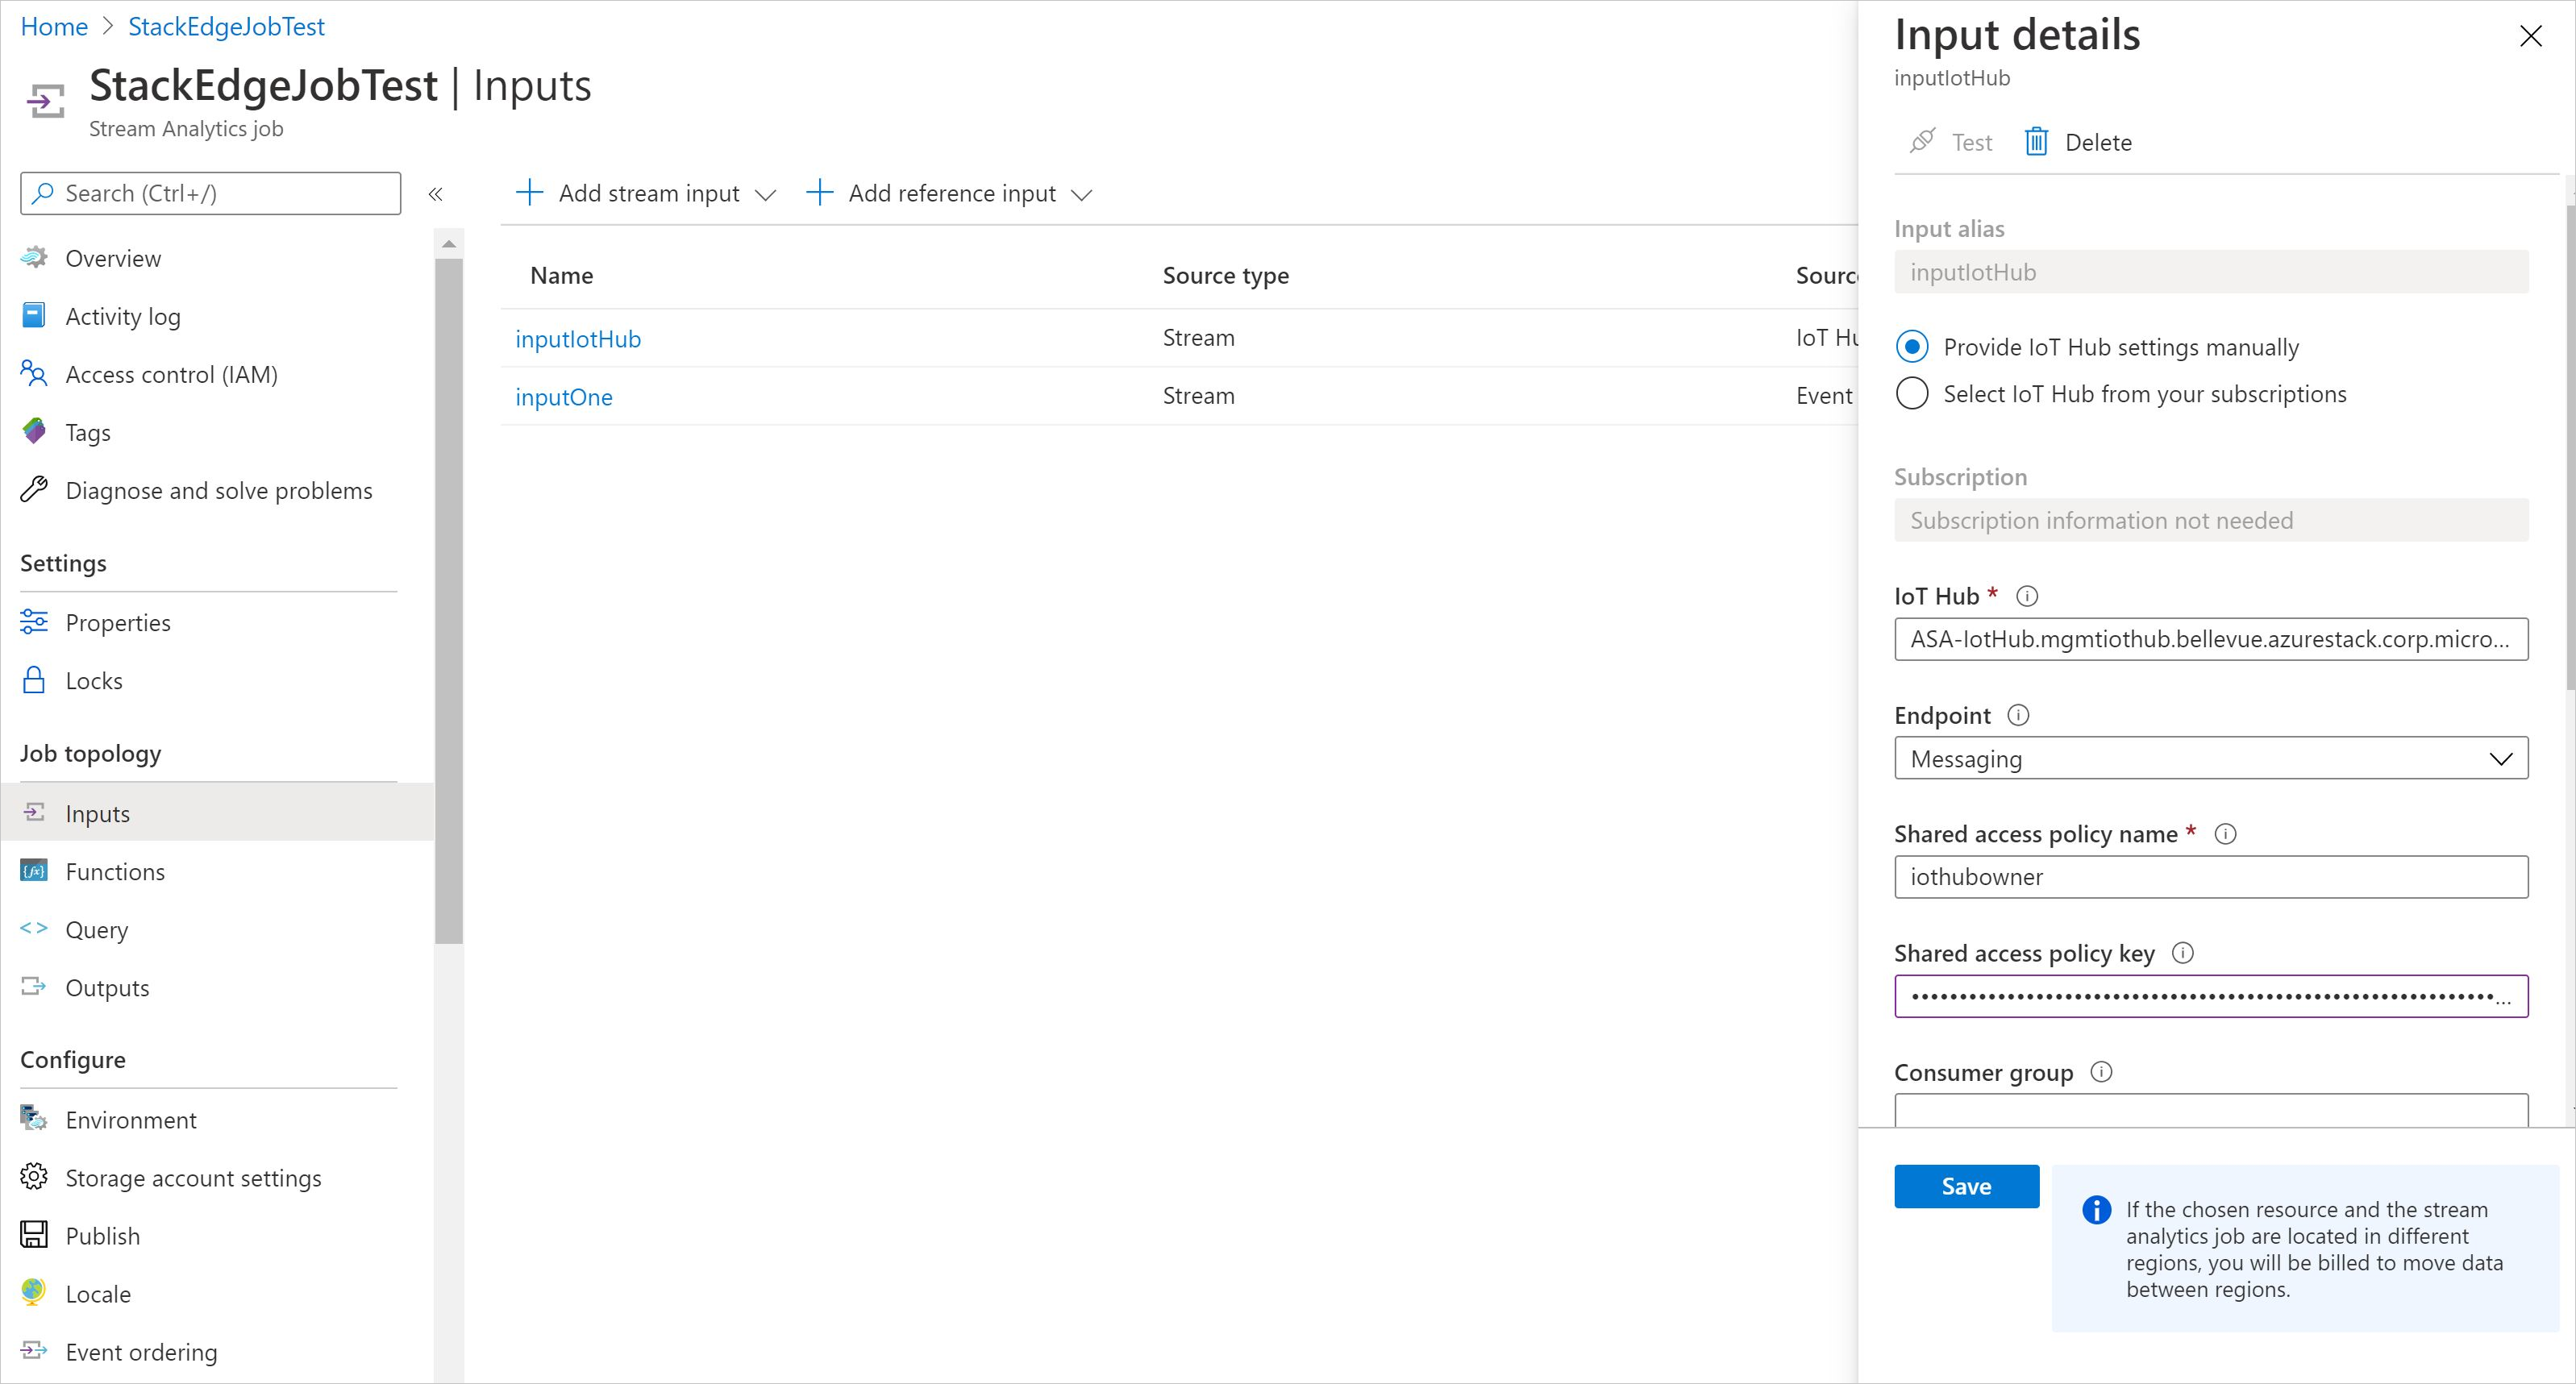 Home > StackEdgeJobTest
StackEdgeJobTest | Inputs
Stream Analytics job
Search (Ctrl+/)
«
Overview
Activity log
Access control (IAM)
Tags
Diagnose and solve problems
Settings
Properties
Locks
Job topology
Inputs
Functions
Query
Outputs
Configure
Environment
Storage account settings
Publish
Locale
Event ordering
+ Add stream input + Add reference input
Name Source type Sourc
inputIotHub Stream IoT Hu
inputOne Stream Event
Input details
inputIotHub
Test Delete
Input alias
inputIotHub
Provide IoT Hub settings manually
Select IoT Hub from your subscriptions
Subscription
Subscription information not needed
IoT Hub *
ASA-IotHub.mgmtiothub.bellevue.azurestack.corp.micro...
Endpoint
Messaging
Shared access policy name *
iothubowner
Shared access policy key
Consumer group
Save
If the chosen resource and the stream
analytics job are located in different
regions, you will be billed to move data
between regions.